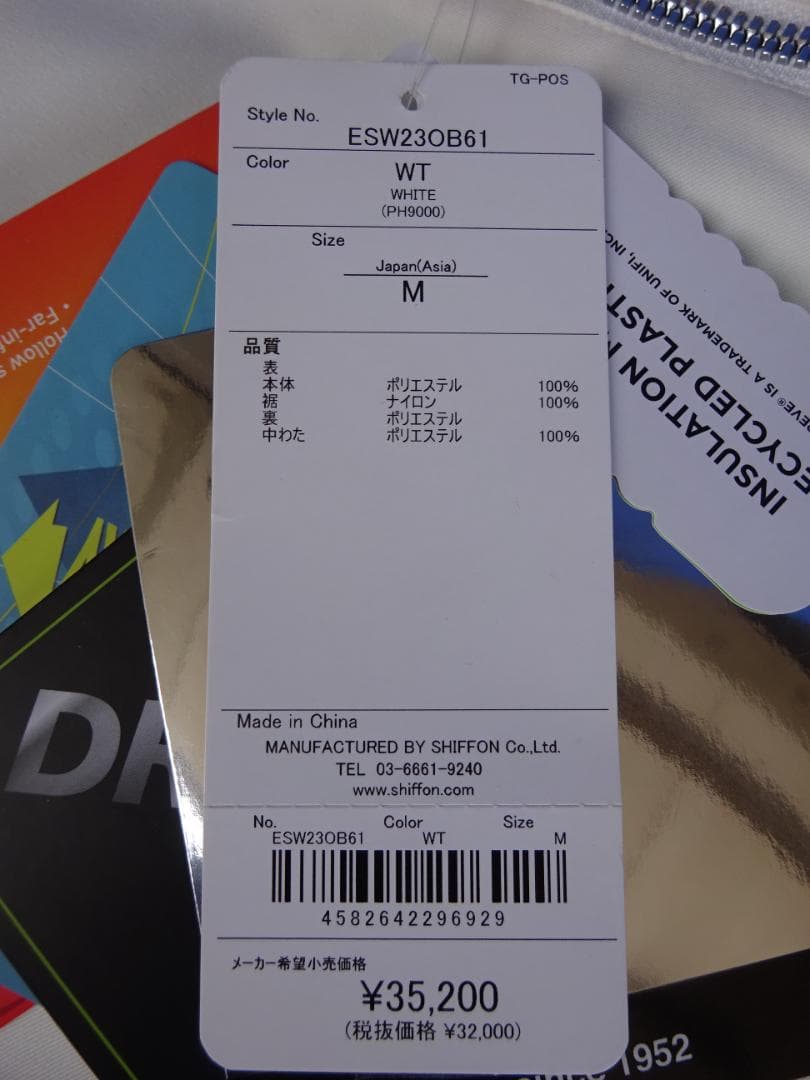 TG-POS
Style No.
ESW23OB61
Color
WT
WHITE
(PH9000)
Size
Japan(Asia)
M
品質
表
本体 ポリエステル 100%
裾 ナイロン 100%
裏 ポリエステル
中わた ポリエステル 100%
Made in China
MANUFACTURED BY SHIFFON Co.,Ltd.
TEL 03-6661-9240
www.shiffon.com
No. Color Size
ESW23OB61 WT M
4582642296929
メーカー希望小売価格
¥35,200
(税抜価格 ¥32,000)
INSULATION
RECYCLED
IS A TRADEMARK OF UNIFI, INC.
Hollow
• Far-inf
since 1952